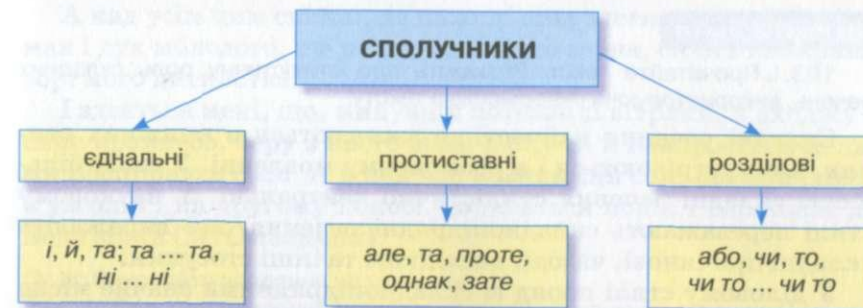 СПОЛУЧНИКИ
єднальні
протиставні
розділові
і, й, та; та ... та,
ні ... ні
але, та, проте,
однак, зате
або, чи, то,
чи то ... чи то